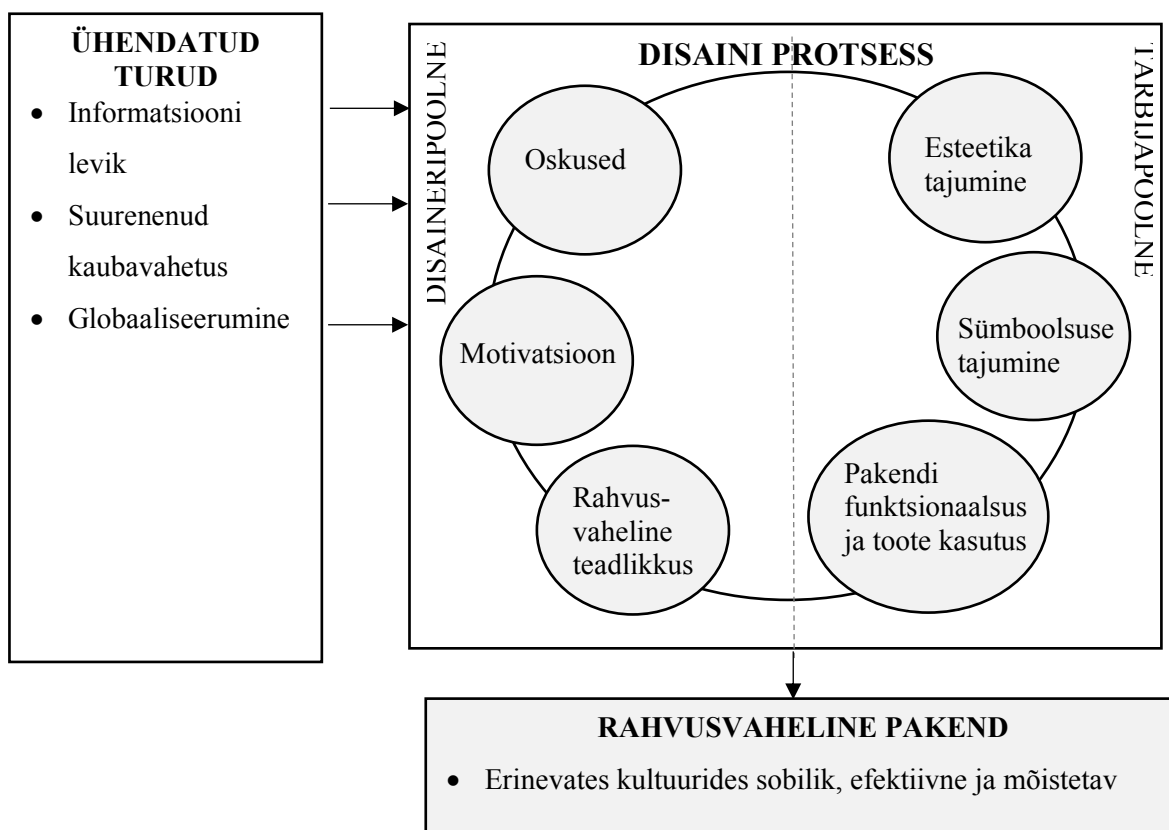 ÜHENDATUD
TURUD
• Informatsiooni
levik
• Suurenenud
kaubavahetus
• Globaaliseerumine
DISAINI PROTSESS
DISAINERIPOOLNE
TARBIJAPOOLNE
Oskused
Motivatsioon
Rahvus-
vaheline
teadlikkus
Esteetika
tajumine
Sümboolsuse
tajumine
Pakendi
funktsionaalsus
ja toote kasutus
RAHVUSVAHELINE PAKEND
• Erinevates kultuurides sobilik, efektiivne ja mõistetav